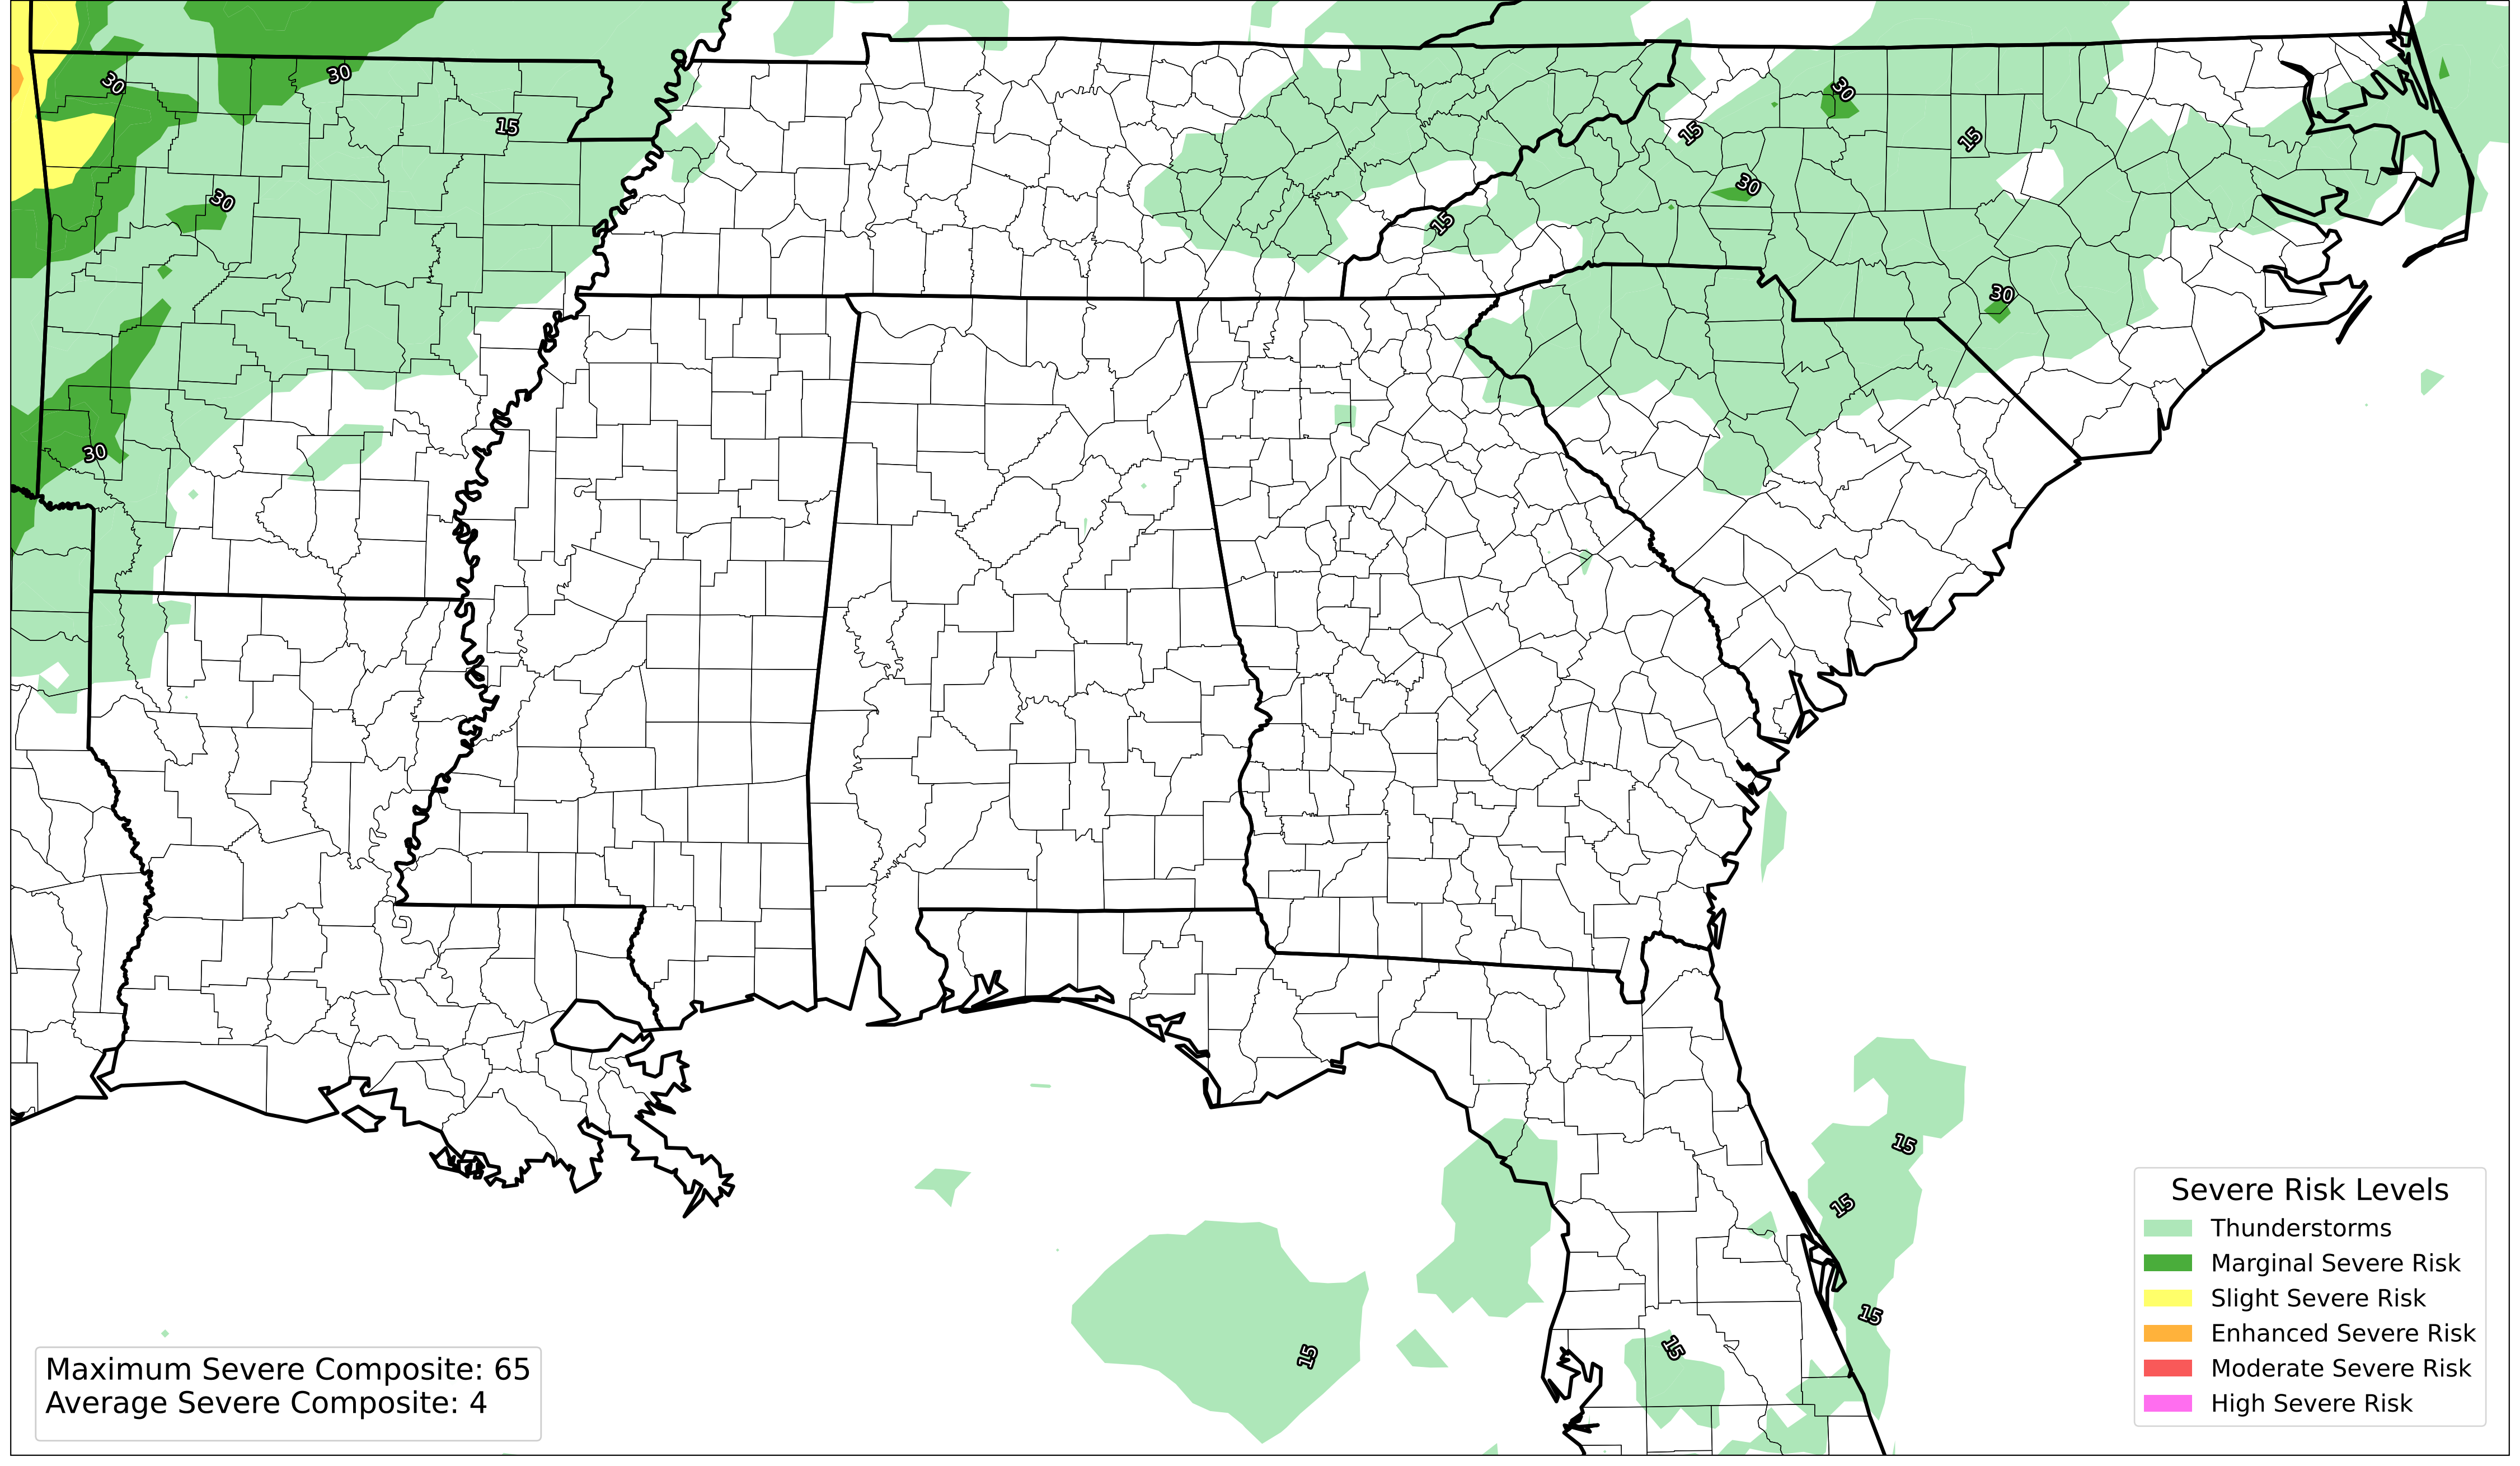 30
30
30
15
15
15
30
30
15
30
30
15
15
15
15
15
Severe Risk Levels
Thunderstorms
Marginal Severe Risk
Slight Severe Risk
Enhanced Severe Risk
Moderate Severe Risk
High Severe Risk
Maximum Severe Composite: 65
Average Severe Composite: 4